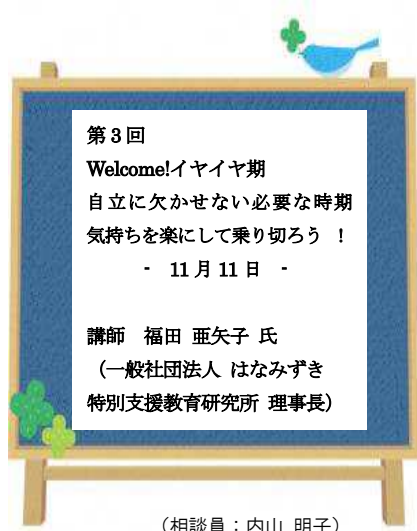 第3回
Welcome!イヤイヤ期
自立に欠かせない必要な時期
気持ちを楽にして乗り切ろう !
- 11月11日 -
講師 福田 亜矢子 氏
(一般社団法人 はなみずき
特別支援教育研究所 理事長)
(相談員:内山 明子)